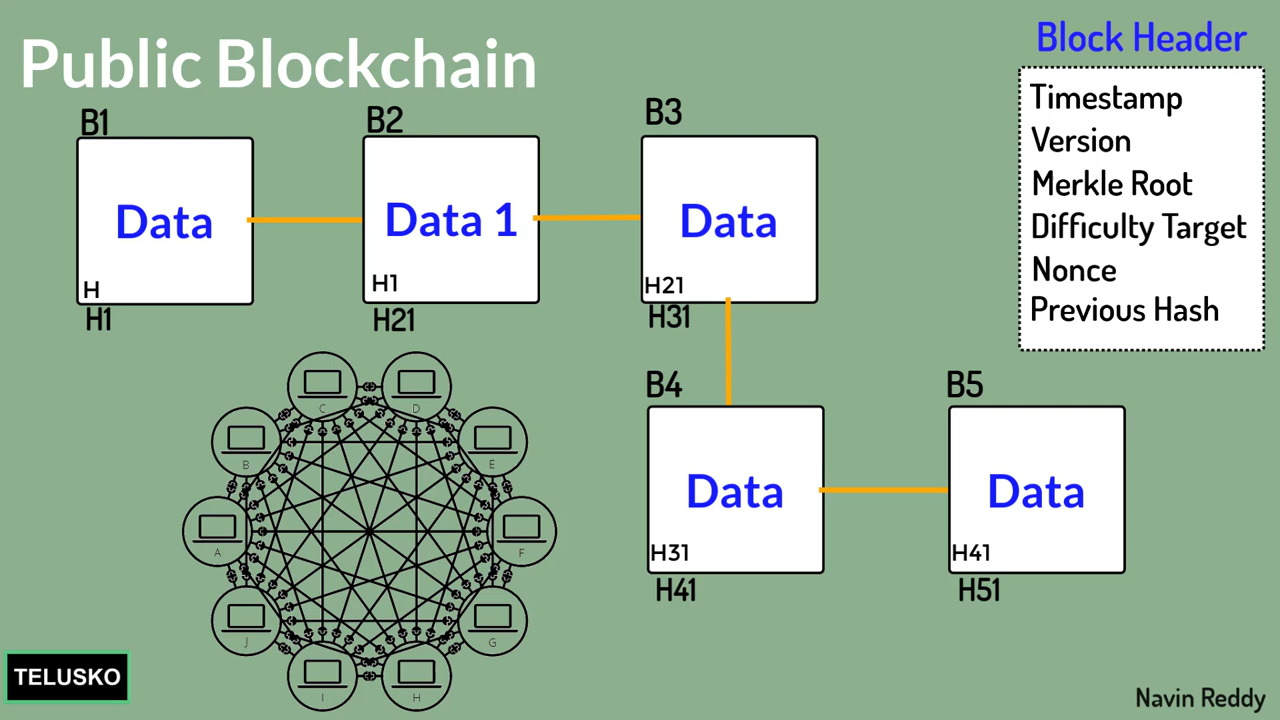 Public Blockchain
Block Header
Timestamp
Version
Merkle Root
Difficulty Target
Nonce
Previous Hash
B1
Data
H
H1
B2
Data 1
H1
H21
B3
Data
H21
H31
B4
Data
H31
H41
B5
Data
H41
H51
C
D
B
E
A
F
J
G
I
H
TELUSKO
Navin Reddy